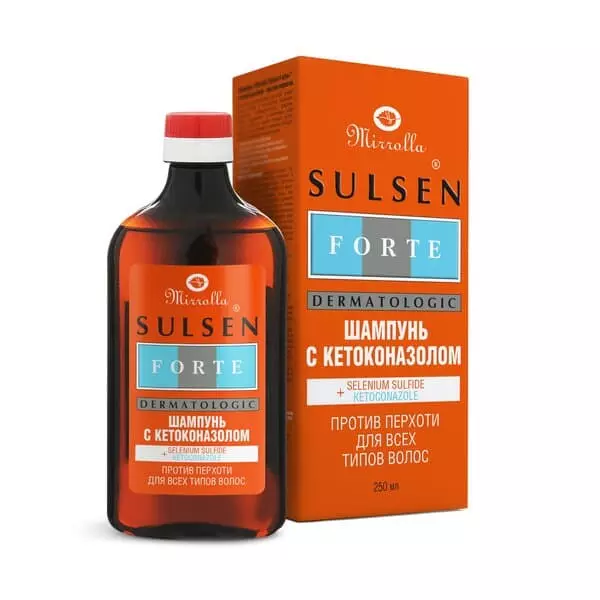 Mirrolla
SULSEN®
FORTE
DERMATOLOGIC
ШАМПУНЬ
С КЕТОКОНАЗОЛОМ
+ SELENIUM SULFIDE
KETOCONAZOLE
ПРОТИВ ПЕРХОТИ
ДЛЯ ВСЕХ ТИПОВ ВОЛОС
Mirrolla
SULSEN®
FORTE
DERMATOLOGIC
ШАМПУНЬ
С КЕТОКОНАЗОЛОМ
+ SELENIUM SULFIDE
KETOCONAZOLE
ПРОТИВ ПЕРХОТИ
ДЛЯ ВСЕХ
ТИПОВ ВОЛОС
250 мл